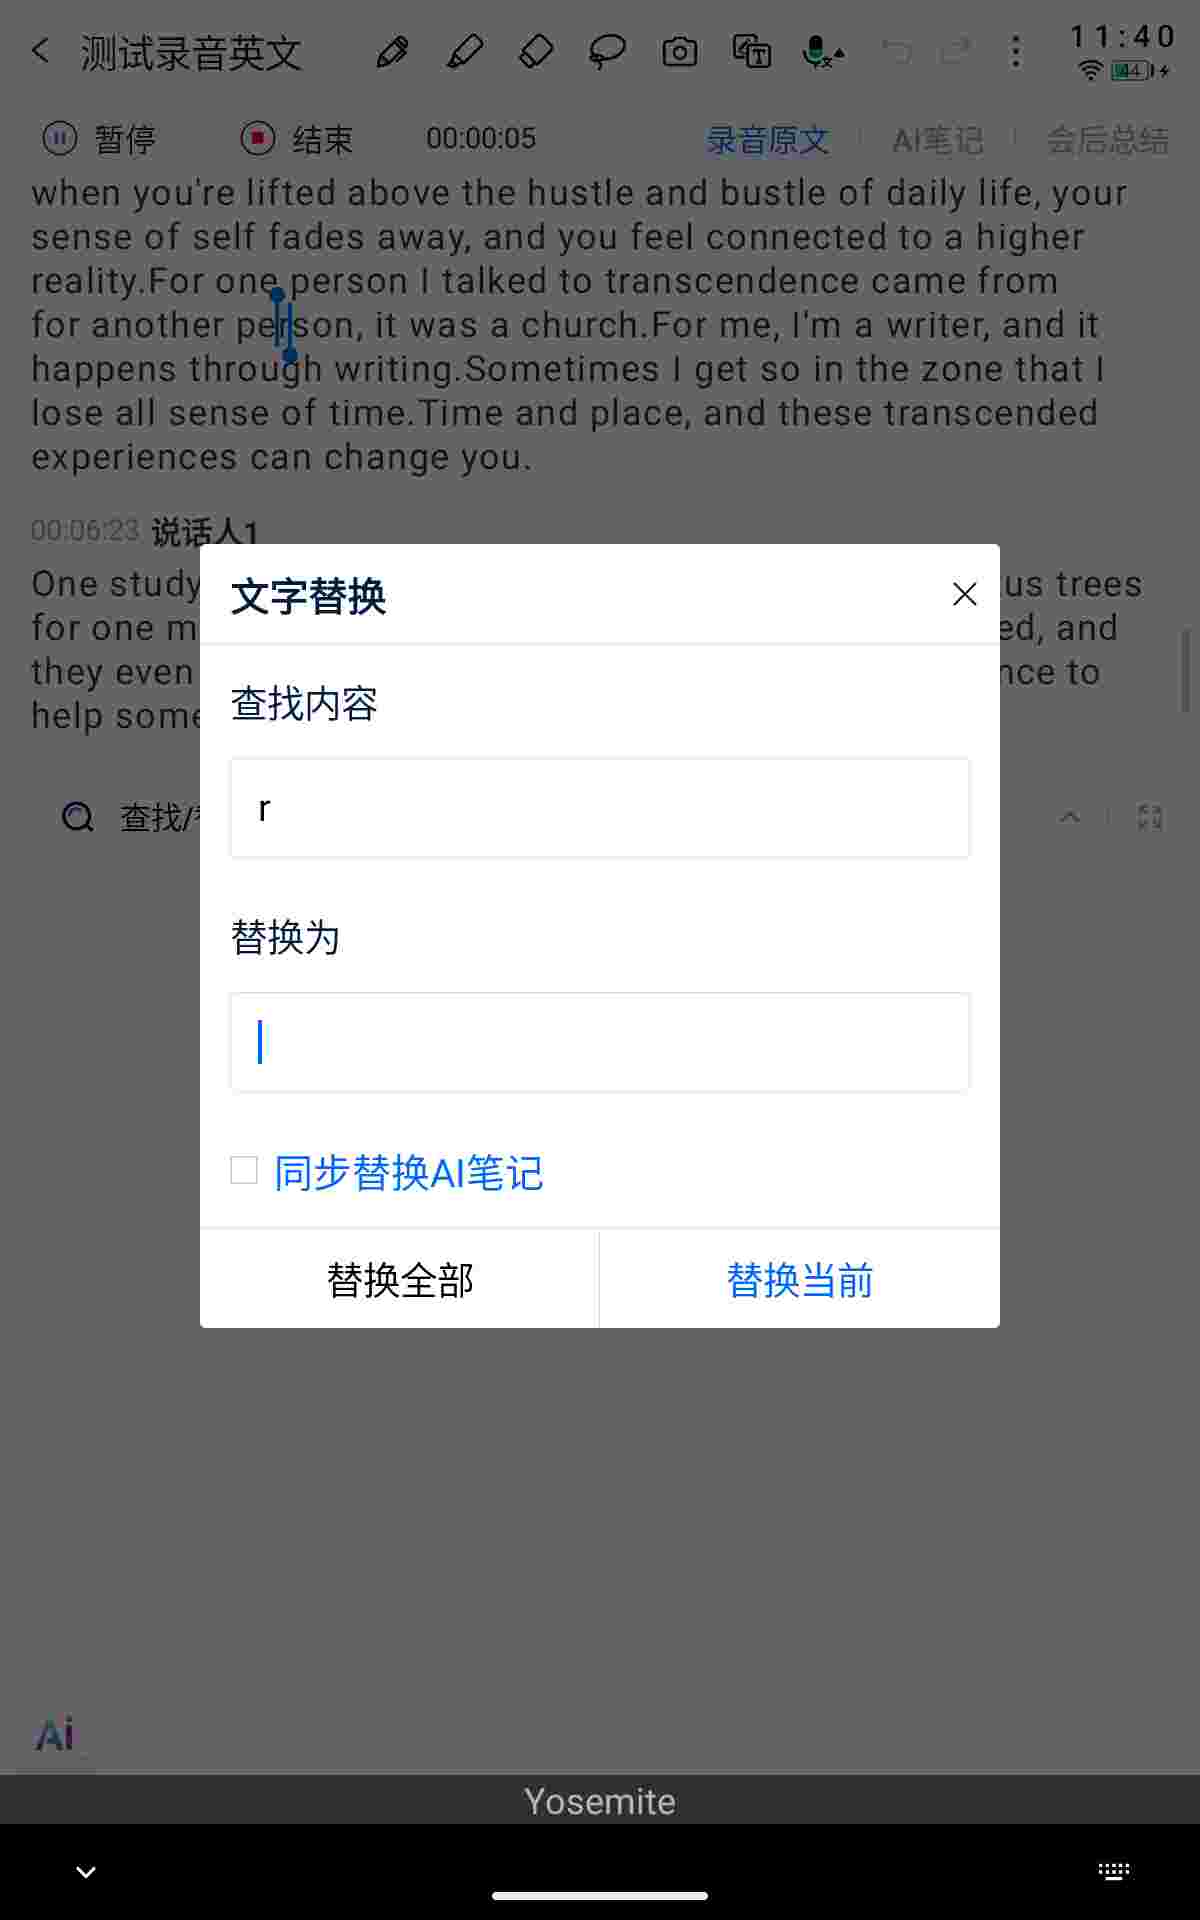 测试录音英文
11:40
44
暂停
结束
00:00:05
录音原文
AI笔记
会后总结
when you're lifted above the hustle and bustle of daily life, your
sense of self fades away, and you feel connected to a higher
reality.For one person I talked to transcendence came from
for another person, it was a church.For me, I'm a writer, and it
happens through writing.Sometimes I get so in the zone that I
lose all sense of time.Time and place, and these transcended
experiences can change you.
00:06:23 说话人1
One study
us trees
for one m
ed, and
they even
nce to
help some
查找/
文字替换
查找内容
r
替换为
同步替换AI笔记
替换全部
替换当前
Ai
Yosemite